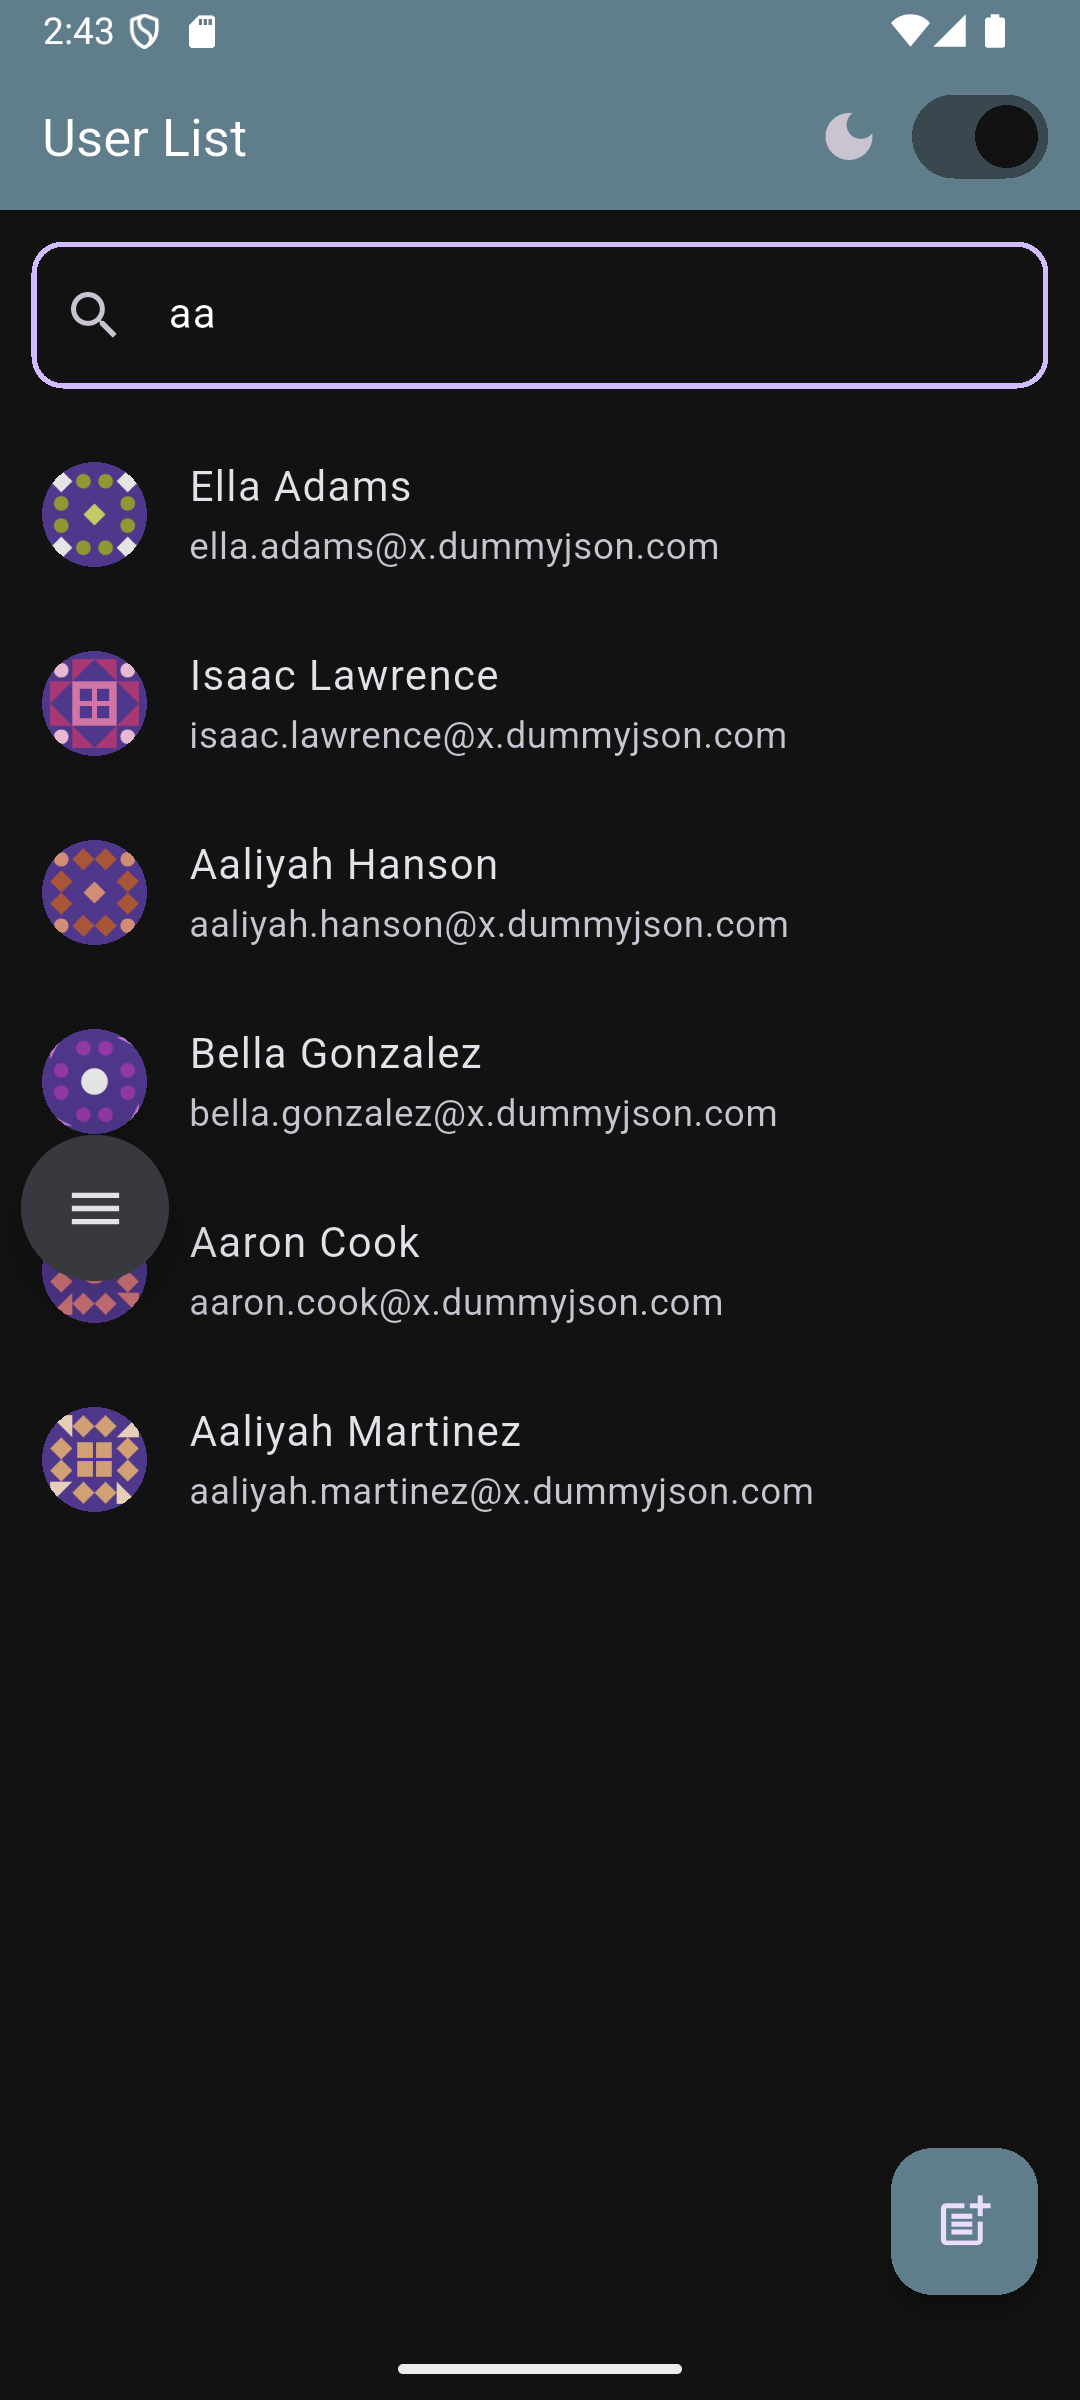 2:43
User List
aa
Ella Adams
ella.adams@x.dummyjson.com
Isaac Lawrence
isaac.lawrence@x.dummyjson.com
Aaliyah Hanson
aaliyah.hanson@x.dummyjson.com
Bella Gonzalez
bella.gonzalez@x.dummyjson.com
Aaron Cook
aaron.cook@x.dummyjson.com
Aaliyah Martinez
aaliyah.martinez@x.dummyjson.com